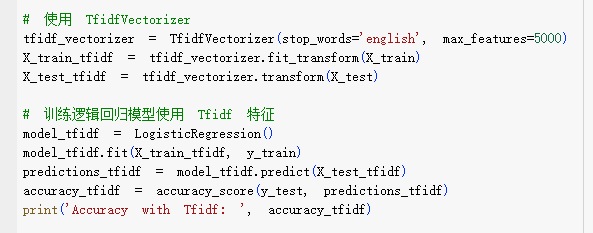 # 使用 TfidfVectorizer
tfidf_vectorizer = TfidfVectorizer(stop_words='english', max_features=5000)
X_train_tfidf = tfidf_vectorizer.fit_transform(X_train)
X_test_tfidf = tfidf_vectorizer.transform(X_test)
# 训练逻辑回归模型使用 Tfidf 特征
model_tfidf = LogisticRegression()
model_tfidf.fit(X_train_tfidf, y_train)
predictions_tfidf = model_tfidf.predict(X_test_tfidf)
accuracy_tfidf = accuracy_score(y_test, predictions_tfidf)
print('Accuracy with Tfidf: ', accuracy_tfidf)